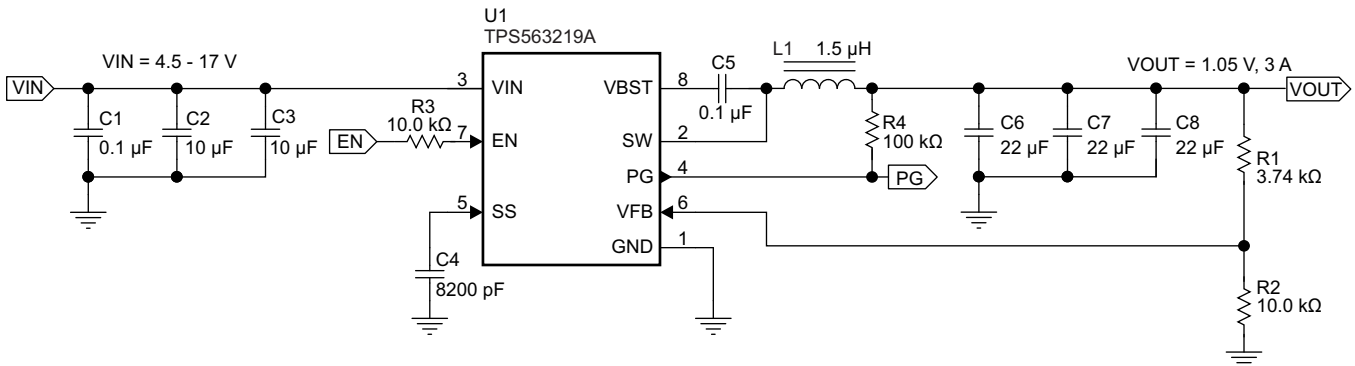 U1
TPS563219A
VIN = 4.5 - 17 V
L1 1.5 µH
C5
VOUT = 1.05 V, 3 A
VIN
3 VIN
VBST 8
0.1 µF
VOUT
C1
0.1 µF
C2
10 µF
C3
10 µF
R3
10.0 kΩ
EN
7 EN
SW 2
R4
100 kΩ
C6
22 µF
C7
22 µF
C8
22 µF
R1
3.74 kΩ
PG 4
PG
5 SS
VFB 6
GND 1
C4
8200 pF
R2
10.0 kΩ